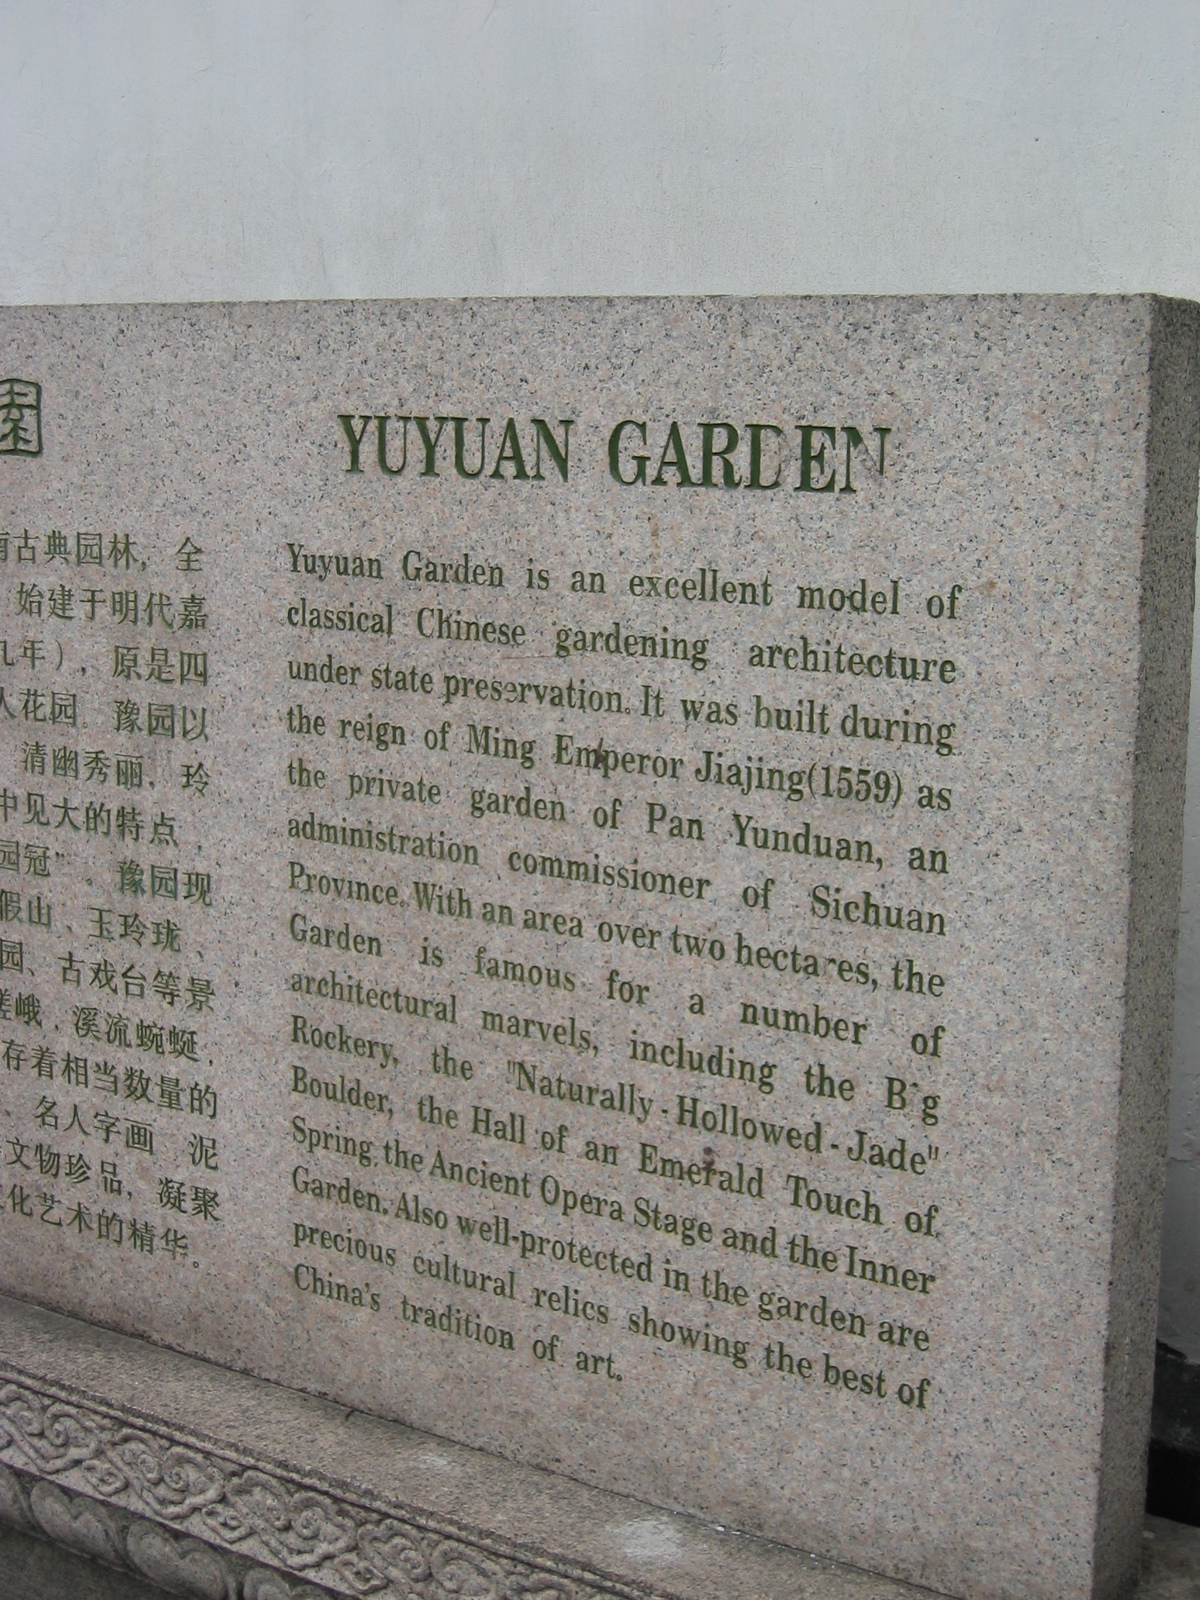 園
古典园林，全
始建于明代嘉
九年），原是四
人花园。豫园以
清幽秀丽，玲
中见大的特点，
园冠”。豫园现
假山、玉玲珑、
园、古戏台等景
嵯峨，溪流蜿蜒，
存着相当数量的
、名人字画 泥
文物珍品，凝聚
化艺术的精华。
YUYUAN GARDEN
Yuyuan Garden is an excellent model of
classical Chinese gardening architecture
under state preservation. It was built during
the reign of Ming Emperor Jiajing(1559) as
the private garden of Pan Yunduan, an
administration commissioner of Sichuan
Province. With an area over two hectares, the
Garden is famous for a number of
architectural marvels, including the Big
Rockery, the "Naturally - Hollowed - Jade"
Boulder, the Hall of an Emerald Touch of
Spring, the Ancient Opera Stage and the Inner
Garden. Also well-protected in the garden are
precious cultural relics showing the best of
China's tradition of art.